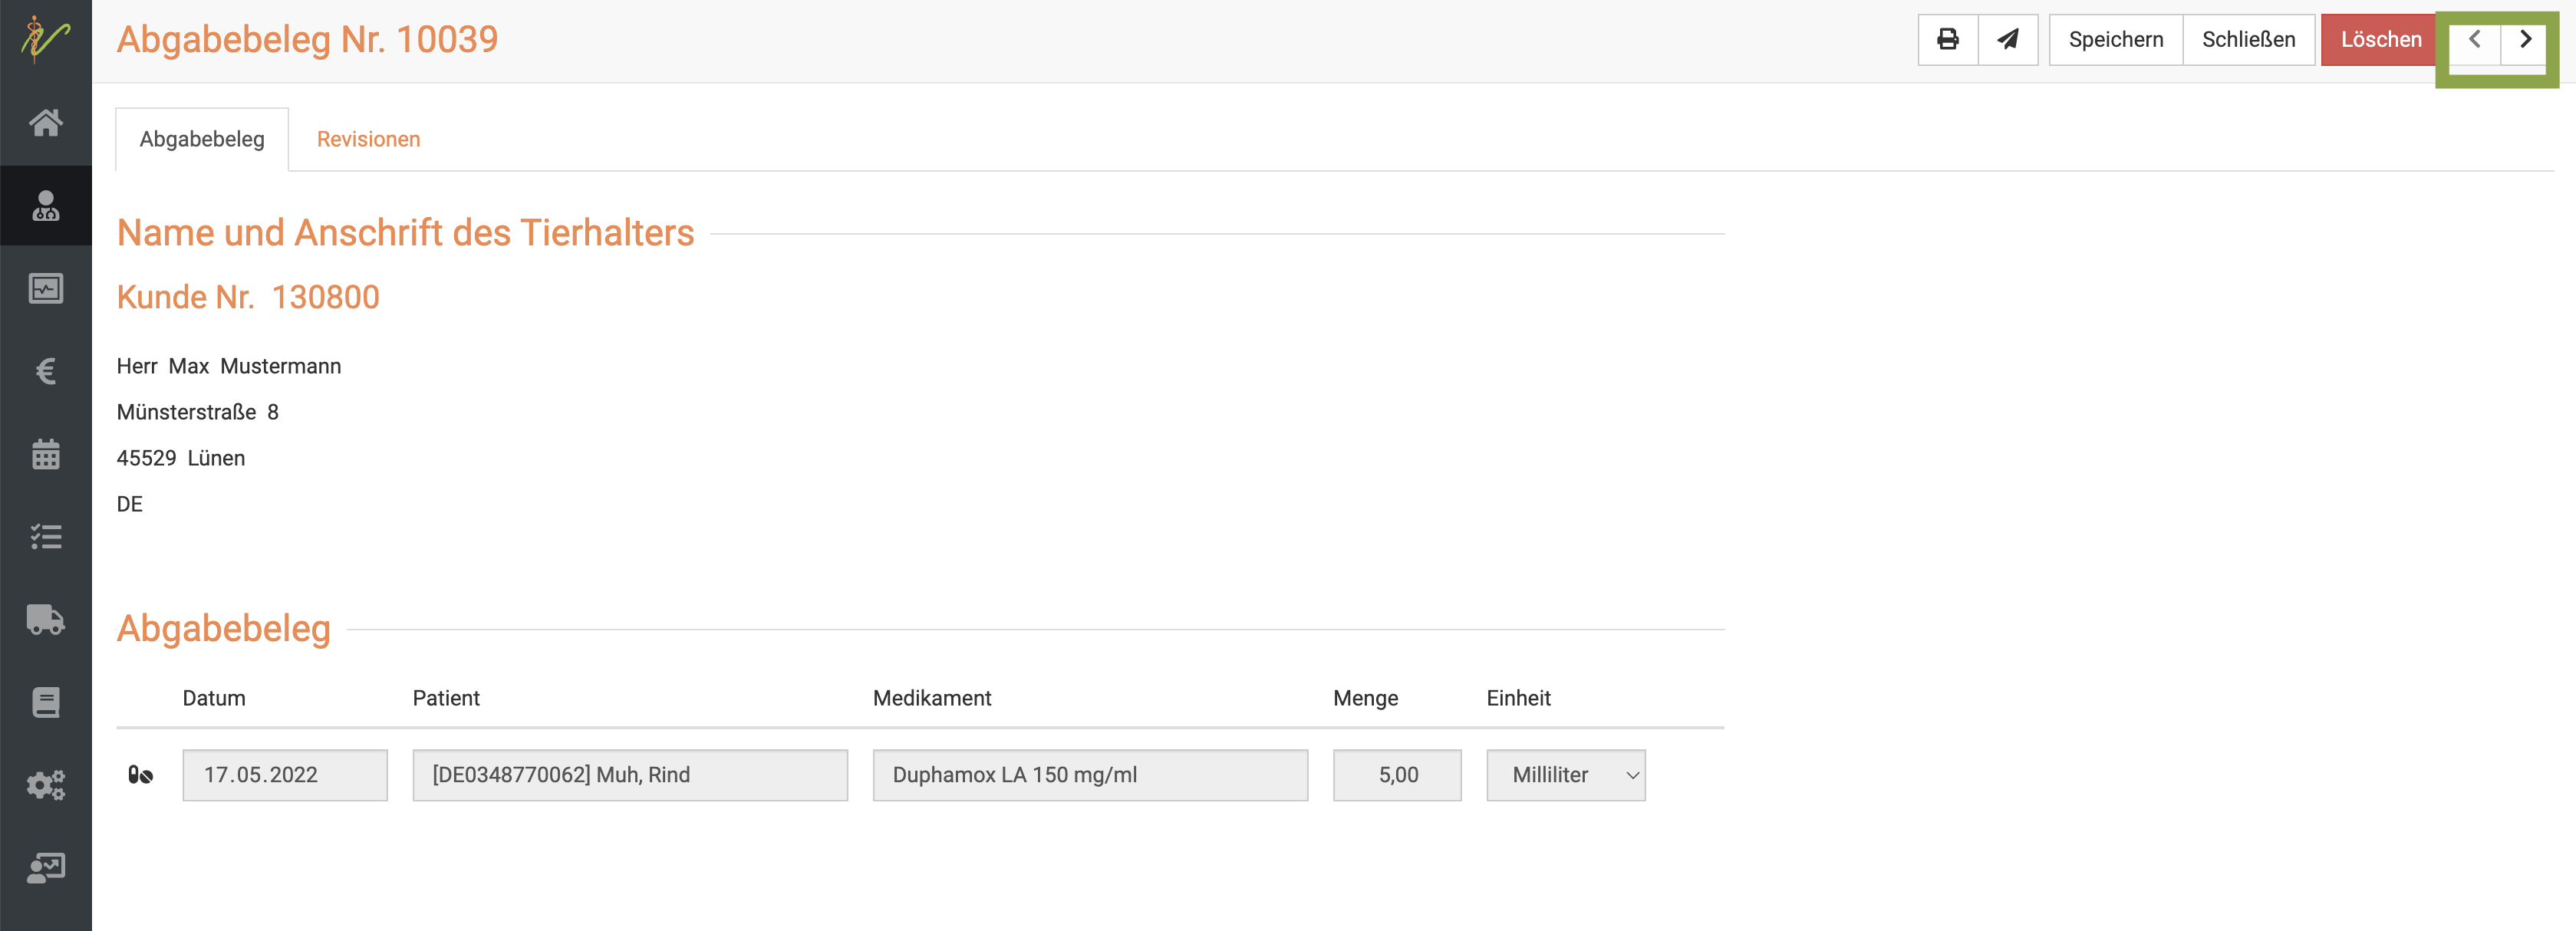 Abgabebeleg Nr. 10039
Speichern
Schließen
Löschen
Abgabebeleg
Revisionen
Name und Anschrift des Tierhalters
Kunde Nr. 130800
Herr Max Mustermann
Münsterstraße 8
45529 Lünen
DE
Abgabebeleg
Datum Patient Medikament Menge Einheit
17.05.2022 [DE0348770062] Muh, Rind Duphamox LA 150 mg/ml 5,00 Milliliter